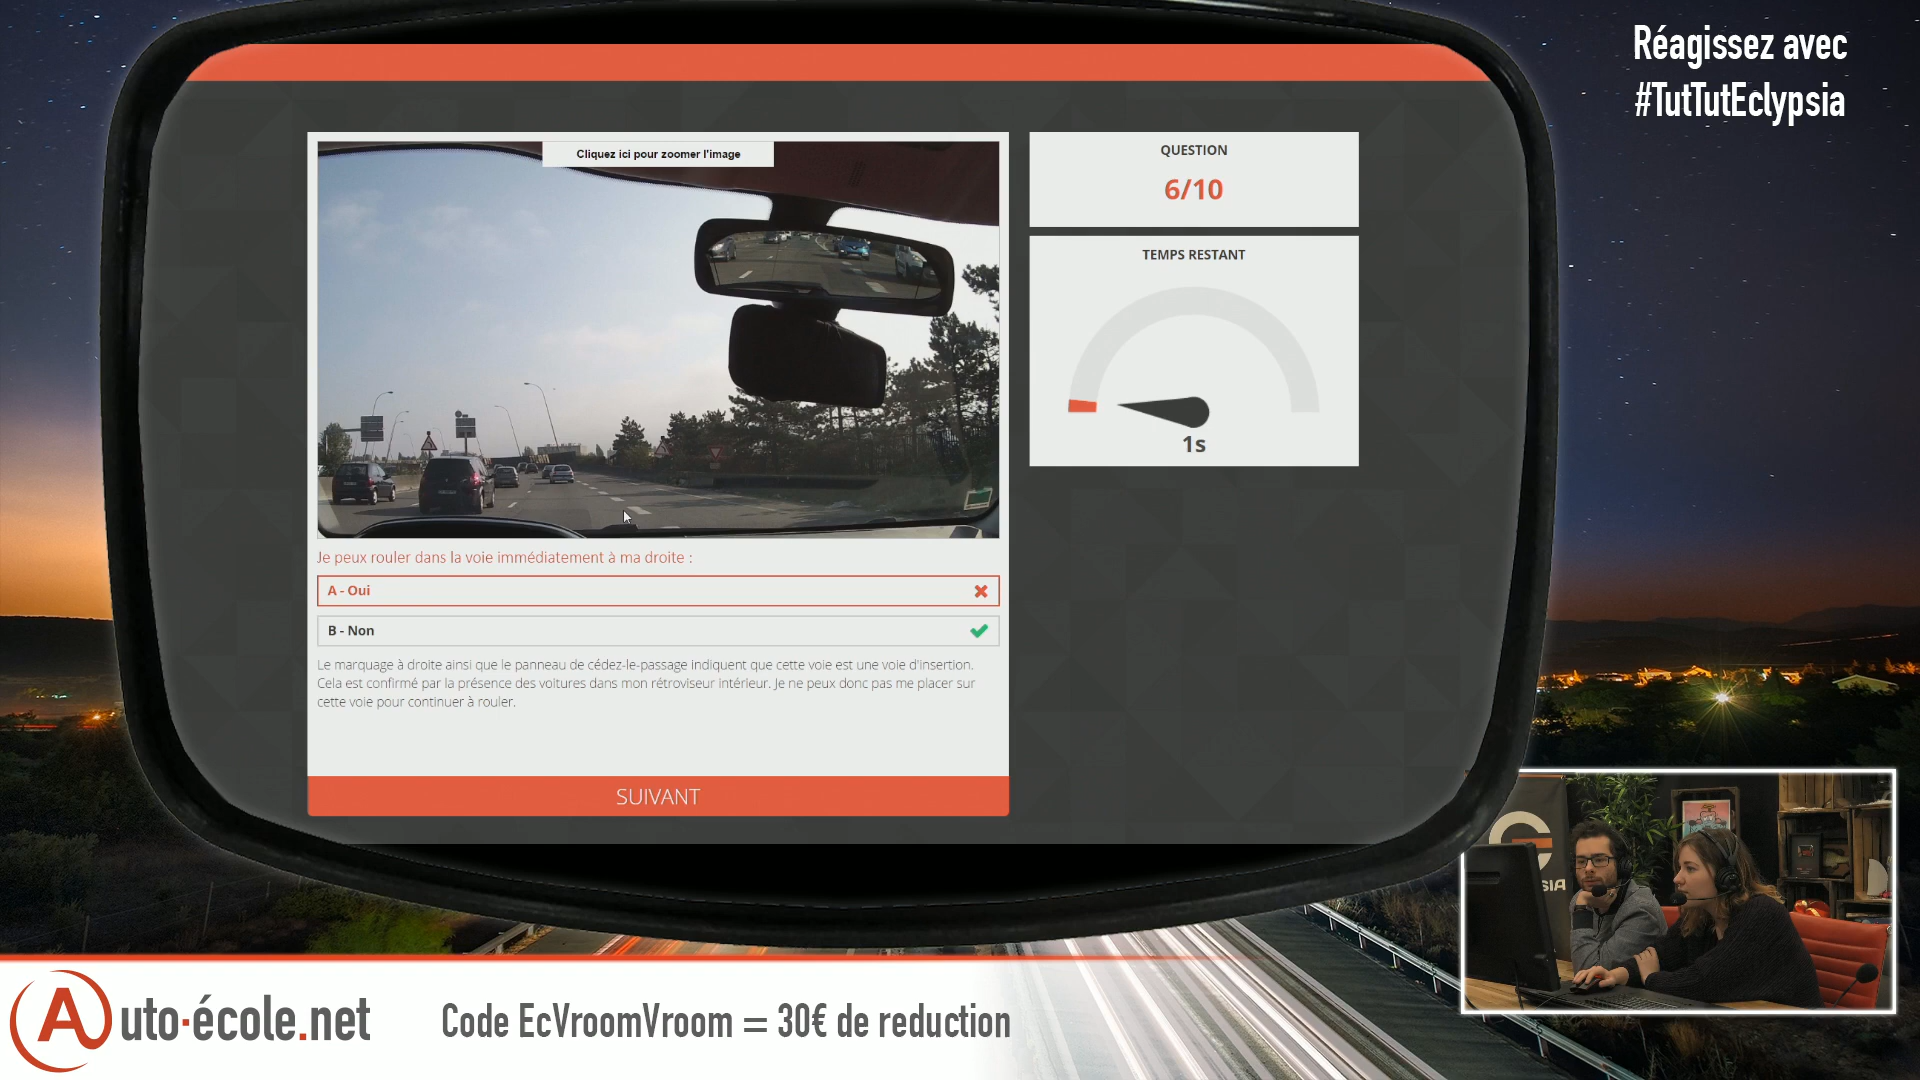 Réagissez avec
#TutTutEclypsia
Cliquez ici pour zoomer l'image
QUESTION
6/10
TEMPS RESTANT
1s
Je peux rouler dans la voie immédiatement à ma droite :
A - Oui
B - Non
Le marquage à droite ainsi que le panneau de cédez-le-passage indiquent que cette voie est une voie d'insertion.
Cela est confirmé par la présence des voitures dans mon rétroviseur intérieur. Je ne peux donc pas me placer sur
cette voie pour continuer à rouler.
SUIVANT
SIA
Auto·école.net
Code EcVroomVroom = 30€ de reduction